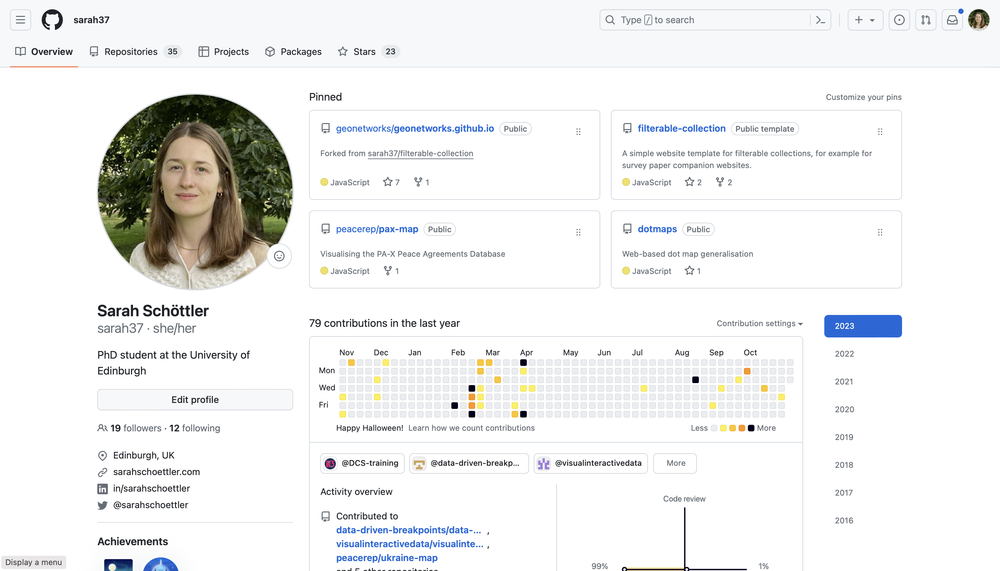 sarah37
Type / to search
Overview
Repositories 35
Projects
Packages
Stars 23
Sarah Schöttler
sarah37 · she/her
PhD student at the University of
Edinburgh
Edit profile
19 followers · 12 following
Edinburgh, UK
sarahschoettler.com
in/sarahschoettler
@sarahschoettler
Achievements
Display a menu
Pinned
Customize your pins
geonetworks/geonetworks.github.io Public
Forked from sarah37/filterable-collection
JavaScript 7 1
filterable-collection Public template
A simple website template for filterable collections, for example for
survey paper companion websites.
JavaScript 2 2
peacerep/pax-map Public
Visualising the PA-X Peace Agreements Database
JavaScript 1
dotmaps Public
Web-based dot map generalisation
JavaScript 1
79 contributions in the last year
Contribution settings
Nov Dec Jan Feb Mar Apr May Jun Jul Aug Sep Oct
Mon
Wed
Fri
Happy Halloween! Learn how we count contributions
Less More
@DCS-training
@data-driven-breakp...
@visualinteractivedata
More
Activity overview
Contributed to
data-driven-breakpoints/data-... ,
visualinteractivedata/visualinte... ,
peacerep/ukraine-map
and 5 other repositories
Code review
99%
1%
2023
2022
2021
2020
2019
2018
2017
2016